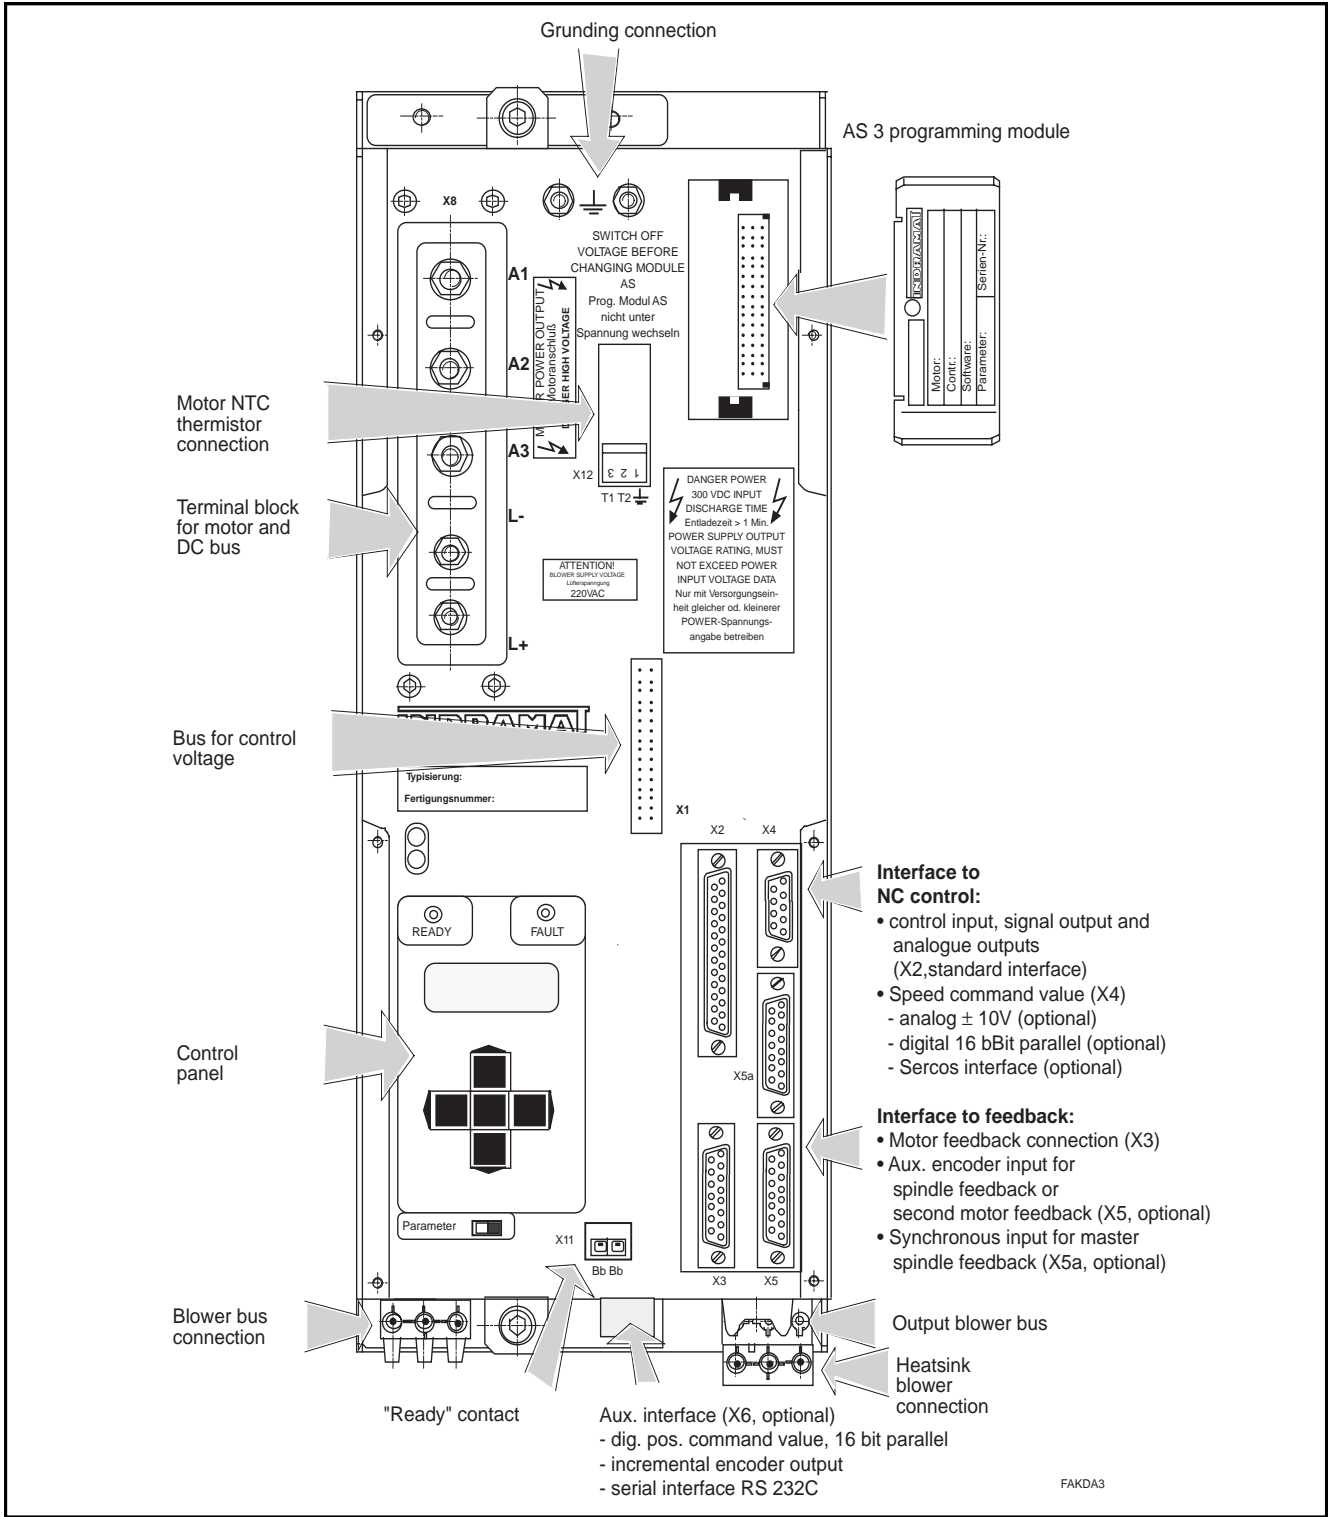 Grunding connection
AS 3 programming module
X8
SWITCH OFF
VOLTAGE BEFORE
CHANGING MODULE
AS
Prog. Modul AS
nicht unter
Spannung wechseln
A1
A2
A3
L-
L+
POWER OUTPUT
Motoranschluß
HIGH VOLTAGE
INDRAMAT
Motor:
Contr.:
Software:
Parameter:
Serien-Nr.:
Motor NTC
thermistor
connection
X12
3 2 1
T1 T2
Terminal block
for motor and
DC bus
DANGER POWER
300 VDC INPUT
DISCHARGE TIME
Entladezeit > 1 Min.
POWER SUPPLY OUTPUT
VOLTAGE RATING, MUST
NOT EXCEED POWER
INPUT VOLTAGE DATA
Nur mit Versorgungsein-
heit gleicher od. kleinerer
POWER-Spannungs-
angabe betreiben
ATTENTION!
BLOWER SUPPLY VOLTAGE
Lüfterspanngung
220VAC
Bus for control
voltage
Typisierung:
Fertigungsnummer:
X1
X2
X4
Interface to
NC control:
• control input, signal output and
analogue outputs
(X2,standard interface)
• Speed command value (X4)
- analog ± 10V (optional)
- digital 16 bBit parallel (optional)
- Sercos interface (optional)
READY
FAULT
Control
panel
X5a
Interface to feedback:
• Motor feedback connection (X3)
• Aux. encoder input for
spindle feedback or
second motor feedback (X5, optional)
• Synchronous input for master
spindle feedback (X5a, optional)
Parameter
X11
Bb Bb
X3
X5
Blower bus
connection
Output blower bus
Heatsink
blower
connection
"Ready" contact
Aux. interface (X6, optional)
- dig. pos. command value, 16 bit parallel
- incremental encoder output
- serial interface RS 232C
FAKDA3